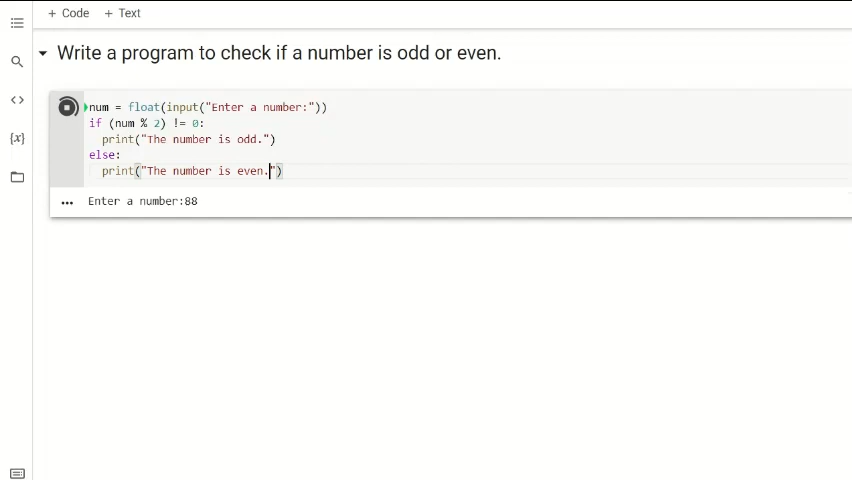 + Code + Text
Write a program to check if a number is odd or even.
num = float(input("Enter a number:"))
if (num % 2) != 0:
print("The number is odd.")
else:
print("The number is even.")
Enter a number:88
{x}